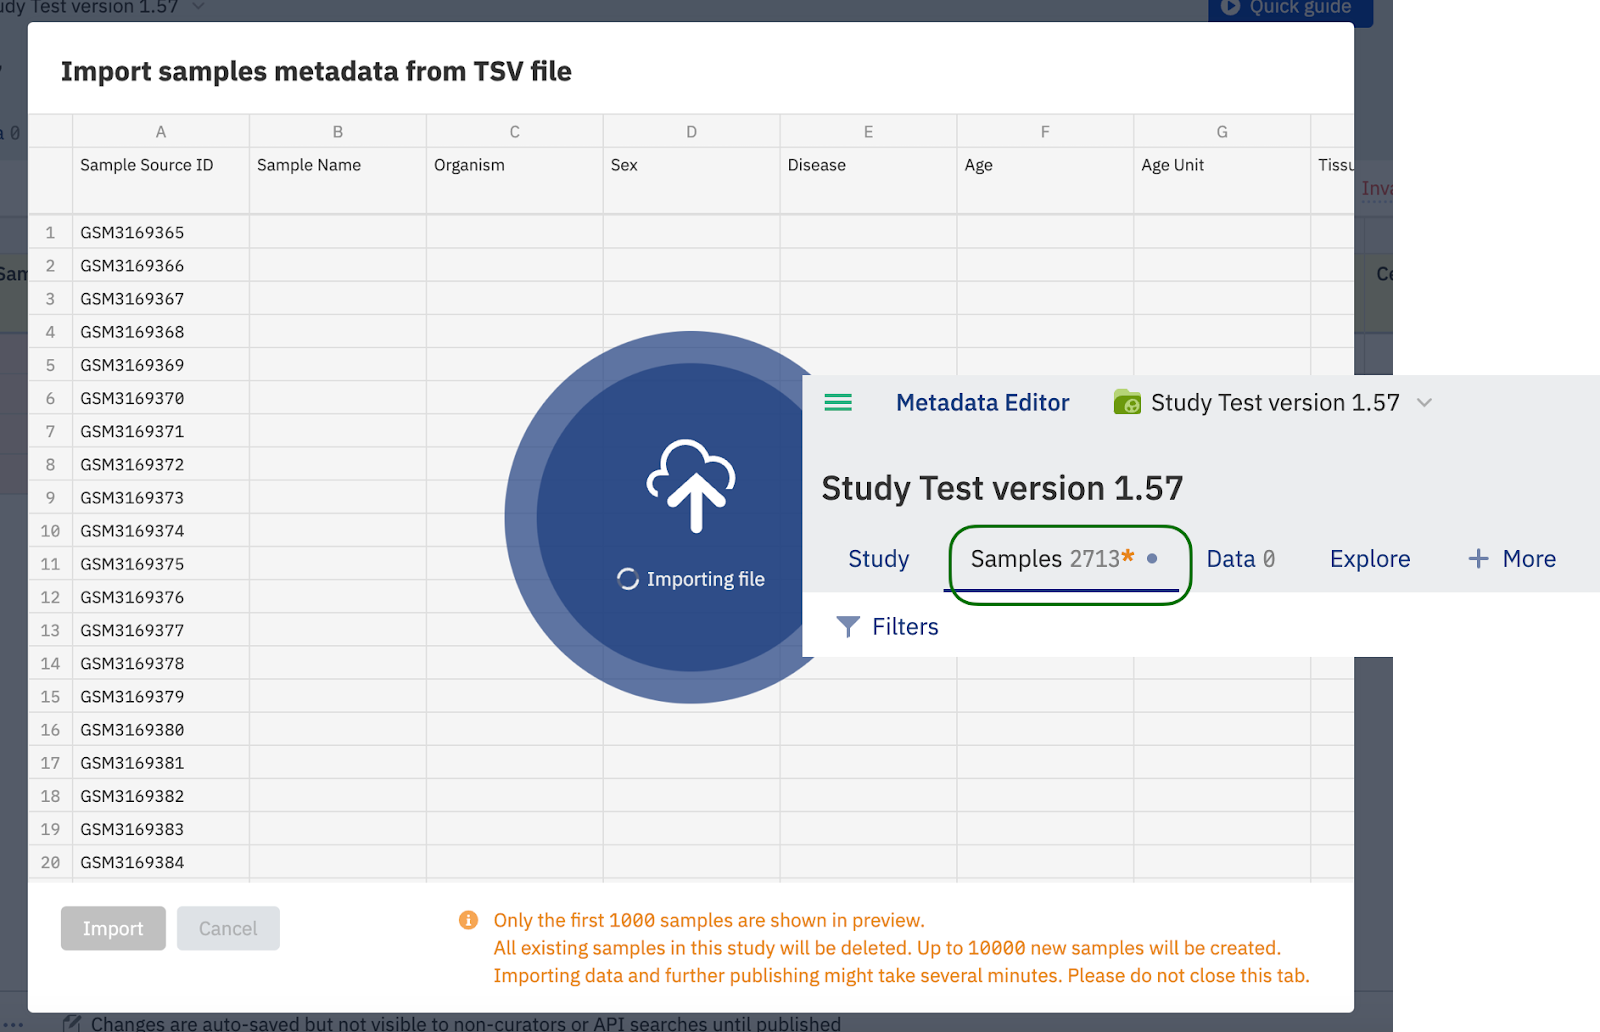 Study Test version 1.57
Quick guide
Import samples metadata from TSV file
A B C D E F G
Sample Source ID Sample Name Organism Sex Disease Age Age Unit
1 GSM3169365
2 GSM3169366
3 GSM3169367
4 GSM3169368
5 GSM3169369
6 GSM3169370
7 GSM3169371
8 GSM3169372
9 GSM3169373
10 GSM3169374
11 GSM3169375
12 GSM3169376
13 GSM3169377
14 GSM3169378
15 GSM3169379
16 GSM3169380
17 GSM3169381
18 GSM3169382
19 GSM3169383
20 GSM3169384
Importing file
Metadata Editor Study Test version 1.57
Study Test version 1.57
Study Samples 2713* Data 0 Explore + More
Filters
Import Cancel
Only the first 1000 samples are shown in preview.
All existing samples in this study will be deleted. Up to 10000 new samples will be created.
Importing data and further publishing might take several minutes. Please do not close this tab.
Changes are auto-saved but not visible to non-curators or API searches until published